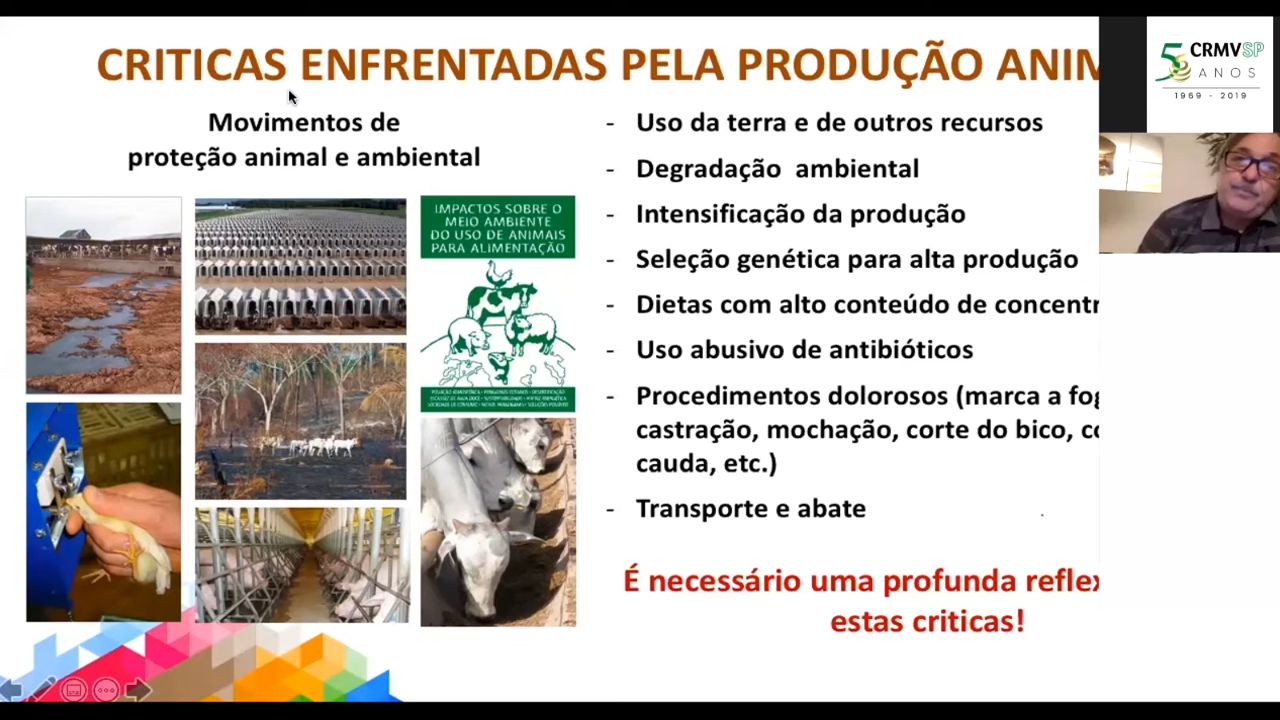 CRITICAS ENFRENTADAS PELA PRODUÇÃO ANIM
Movimentos de
proteção animal e ambiental
IMPACTOS SOBRE O
MEIO AMBIENTE
DO USO DE ANIMAIS
PARA ALIMENTAÇÃO
- Uso da terra e de outros recursos
- Degradação ambiental
- Intensificação da produção
- Seleção genética para alta produção
- Dietas com alto conteúdo de concentr
- Uso abusivo de antibióticos
- Procedimentos dolorosos (marca a fog
castração, mochação, corte do bico, co
cauda, etc.)
- Transporte e abate
É necessário uma profunda reflex
estas criticas!
50 CRMVSP
ANOS
1969 - 2019